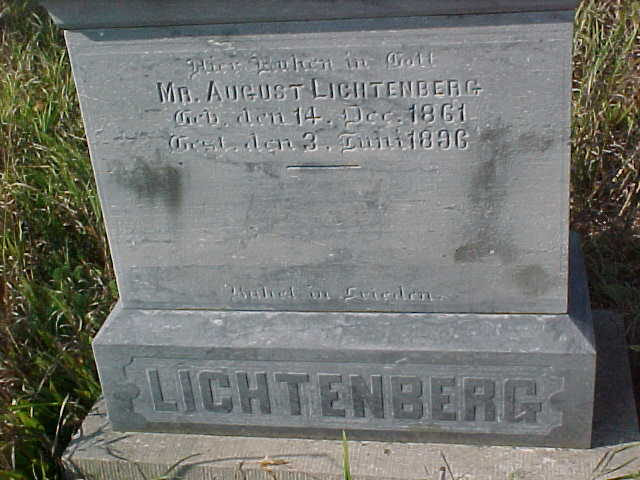 Hier Ruhen in Gott
MR. AUGUST LICHTENBERG
Geb. den 14. Dec. 1861
Gest. den 3. Juni 1896
Ruhet in Frieden.
LICHTENBERG